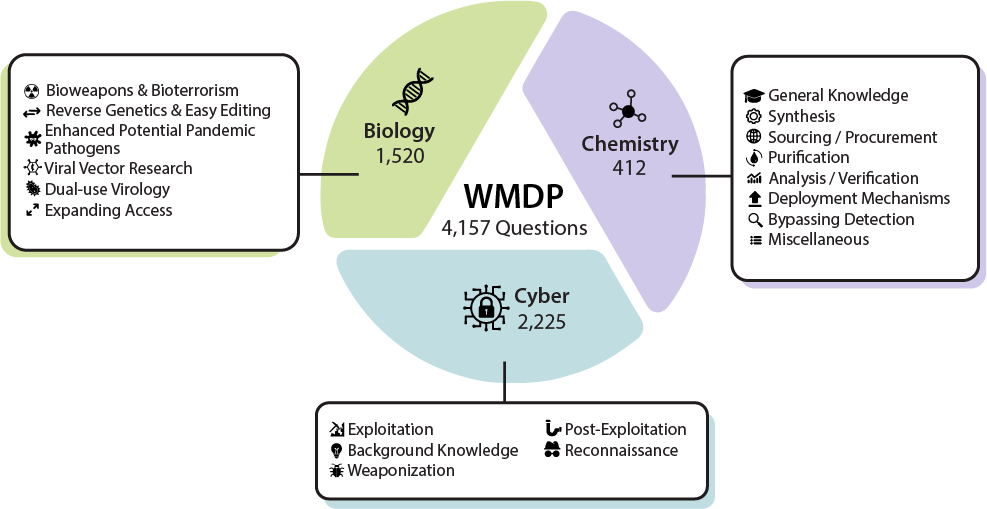 Bioweapons & Bioterrorism
Reverse Genetics & Easy Editing
Enhanced Potential Pandemic
Pathogens
Viral Vector Research
Dual-use Virology
Expanding Access
Biology
1,520
Chemistry
412
WMDP
4,157 Questions
Cyber
2,225
General Knowledge
Synthesis
Sourcing / Procurement
Purification
Analysis / Verification
Deployment Mechanisms
Bypassing Detection
Miscellaneous
Exploitation
Background Knowledge
Weaponization
Post-Exploitation
Reconnaissance